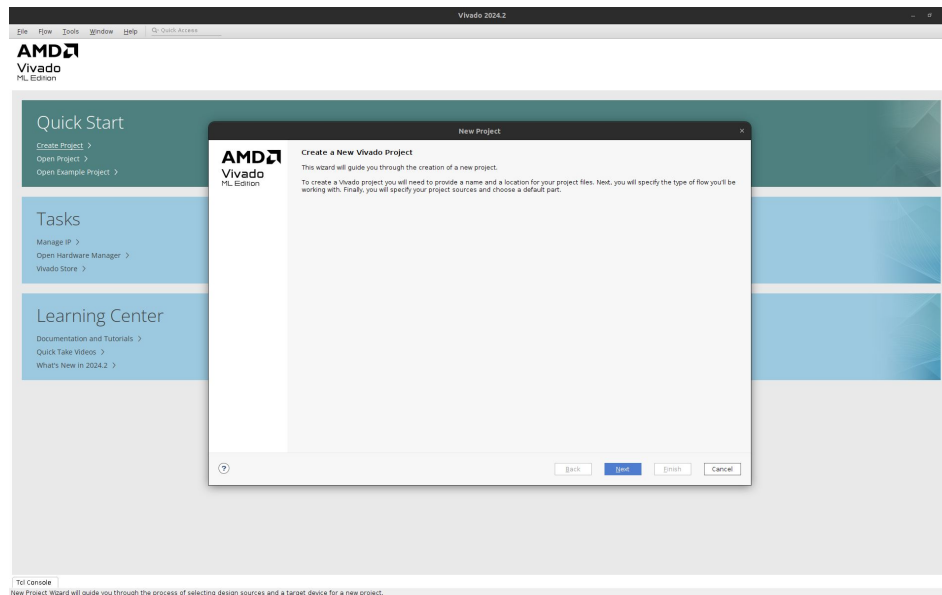 Vivado 2024.2
File Flow Tools Window Help Quick Access
AMD
Vivado
ML Edition
Quick Start
Create Project >
Open Project >
Open Example Project >
Tasks
Manage IP >
Open Hardware Manager >
Vivado Store >
Learning Center
Documentation and Tutorials >
Quick Take Videos >
What's New in 2024.2 >
New Project
AMD
Vivado
ML Edition
Create a New Vivado Project
This wizard will guide you through the creation of a new project.
To create a Vivado project you will need to provide a name and a location for your project files. Next, you will specify the type of flow you'll be
working with. Finally, you will specify your project sources and choose a default part.
?
Back Next Finish Cancel
Tcl Console
New Project Wizard will guide you through the process of selecting design sources and a target device for a new project.